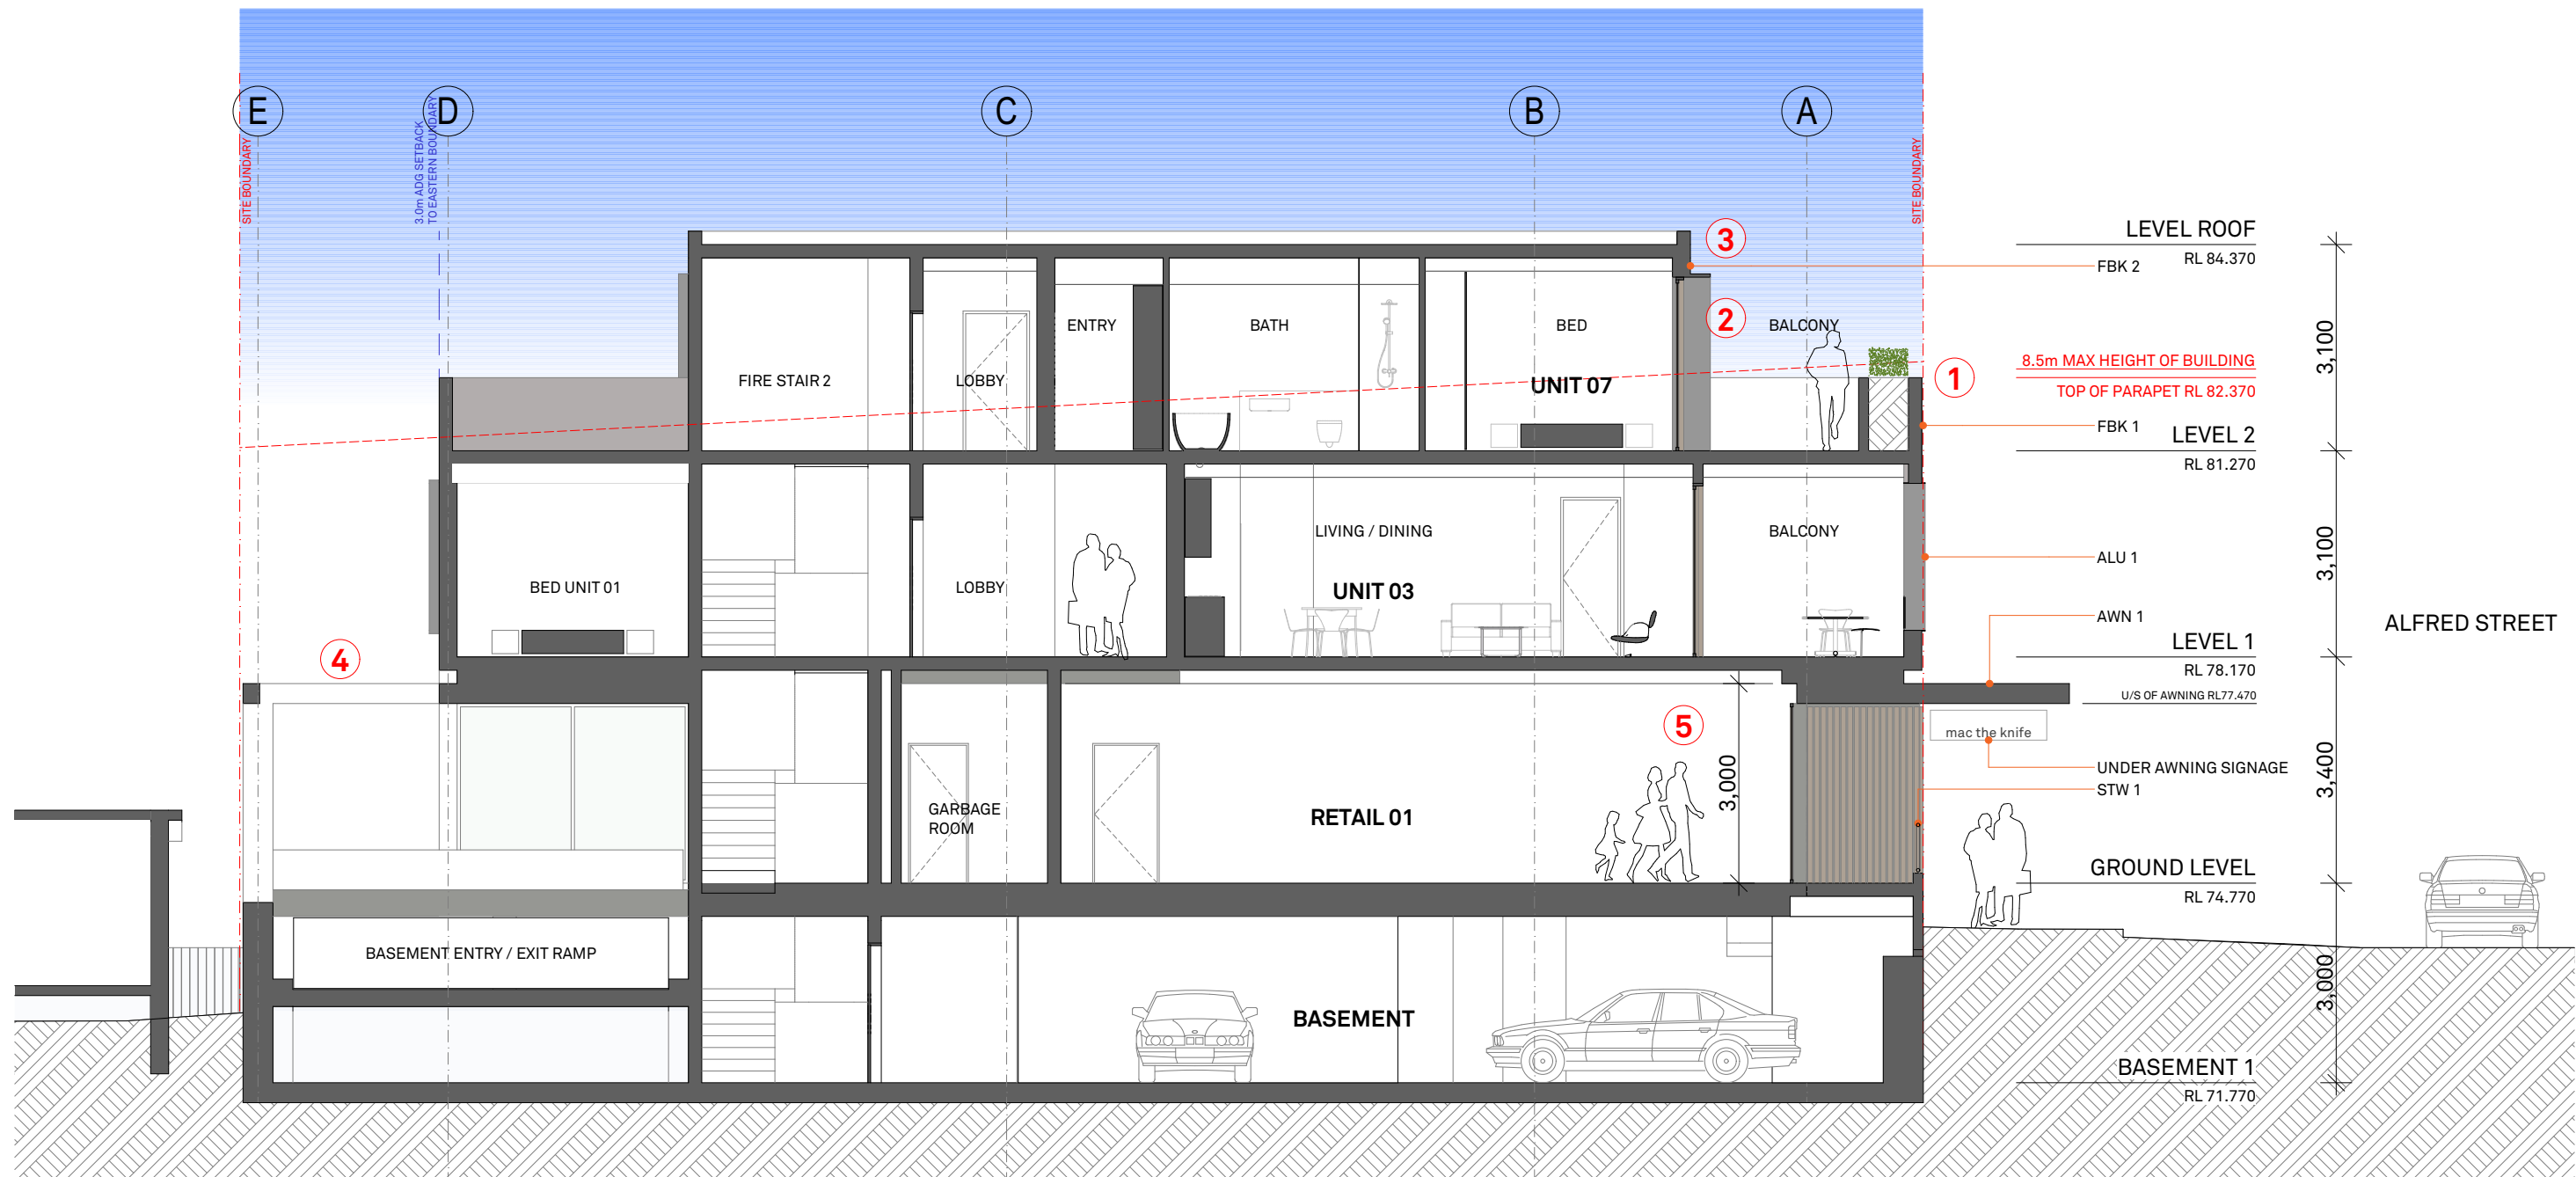 E
D
C
B
A
SITE BOUNDARY
3.0m ADG SETBACK
TO EASTERN BOUNDARY
SITE BOUNDARY
LEVEL ROOF
RL 84.370
3
FBK 2
ENTRY
BATH
BED
2
BALCONY
3,100
8.5m MAX HEIGHT OF BUILDING
FIRE STAIR 2
LOBBY
UNIT 07
1
TOP OF PARAPET RL 82.370
FBK 1
LEVEL 2
RL 81.270
LIVING / DINING
BALCONY
3,100
ALU 1
BED UNIT 01
LOBBY
UNIT 03
AWN 1
ALFRED STREET
LEVEL 1
4
RL 78.170
U/S OF AWNING RL77.470
5
mac the knife
3,000
3,400
UNDER AWNING SIGNAGE
STW 1
GARBAGE
ROOM
RETAIL 01
GROUND LEVEL
RL 74.770
BASEMENT ENTRY / EXIT RAMP
3,000
BASEMENT
BASEMENT 1
RL 71.770